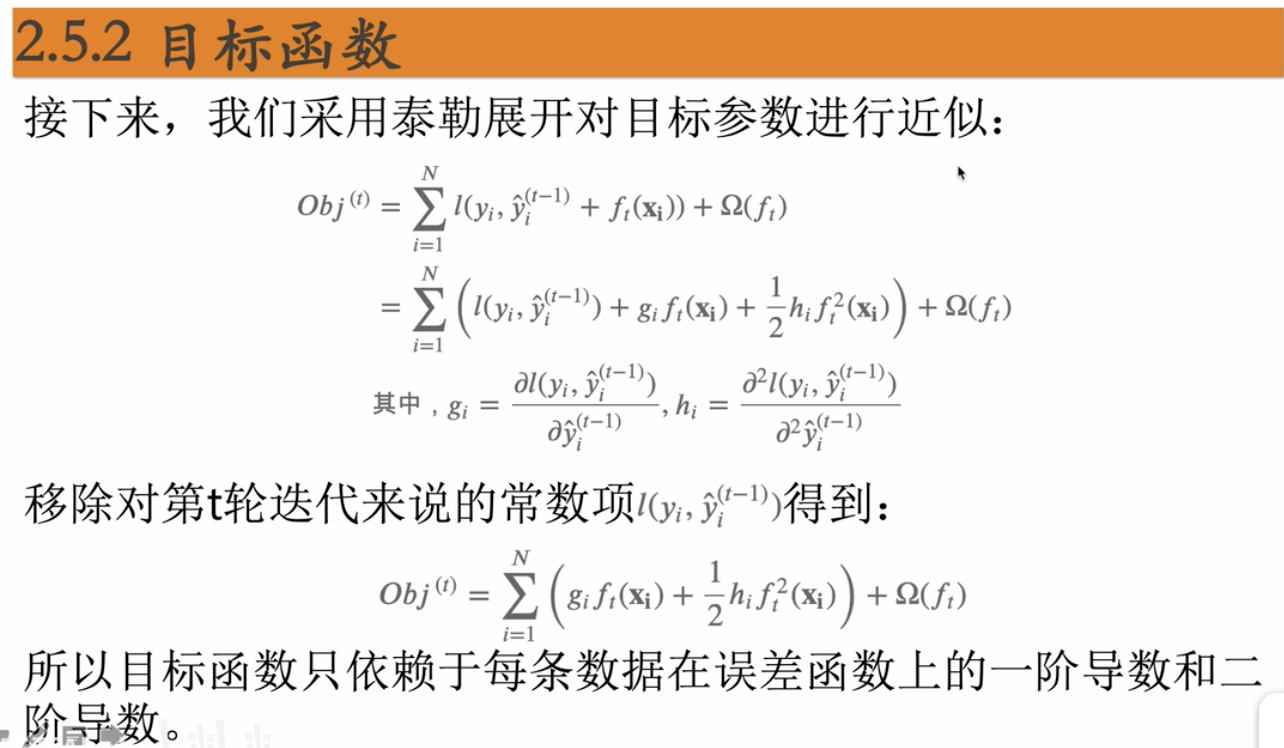 2.5.2 目标函数
接下来，我们采用泰勒展开对目标参数进行近似：
$Obj^{(t)} = \sum_{i=1}^{N} l(y_i, \hat{y}_i^{(t-1)} + f_t(\mathbf{x_i})) + \Omega(f_t)$
$= \sum_{i=1}^{N} \left( l(y_i, \hat{y}_i^{(t-1)}) + g_i f_t(\mathbf{x_i}) + \frac{1}{2} h_i f_t^2(\mathbf{x_i}) \right) + \Omega(f_t)$
其中，$g_i = \frac{\partial l(y_i, \hat{y}_i^{(t-1)})}{\partial \hat{y}_i^{(t-1)}}, h_i = \frac{\partial^2 l(y_i, \hat{y}_i^{(t-1)})}{\partial^2 \hat{y}_i^{(t-1)}}$
移除对第t轮迭代来说的常数项$l(y_i, \hat{y}_i^{(t-1)})$得到：
$Obj^{(t)} = \sum_{i=1}^{N} \left( g_i f_t(\mathbf{x_i}) + \frac{1}{2} h_i f_t^2(\mathbf{x_i}) \right) + \Omega(f_t)$
所以目标函数只依赖于每条数据在误差函数上的一阶导数和二
阶导数。